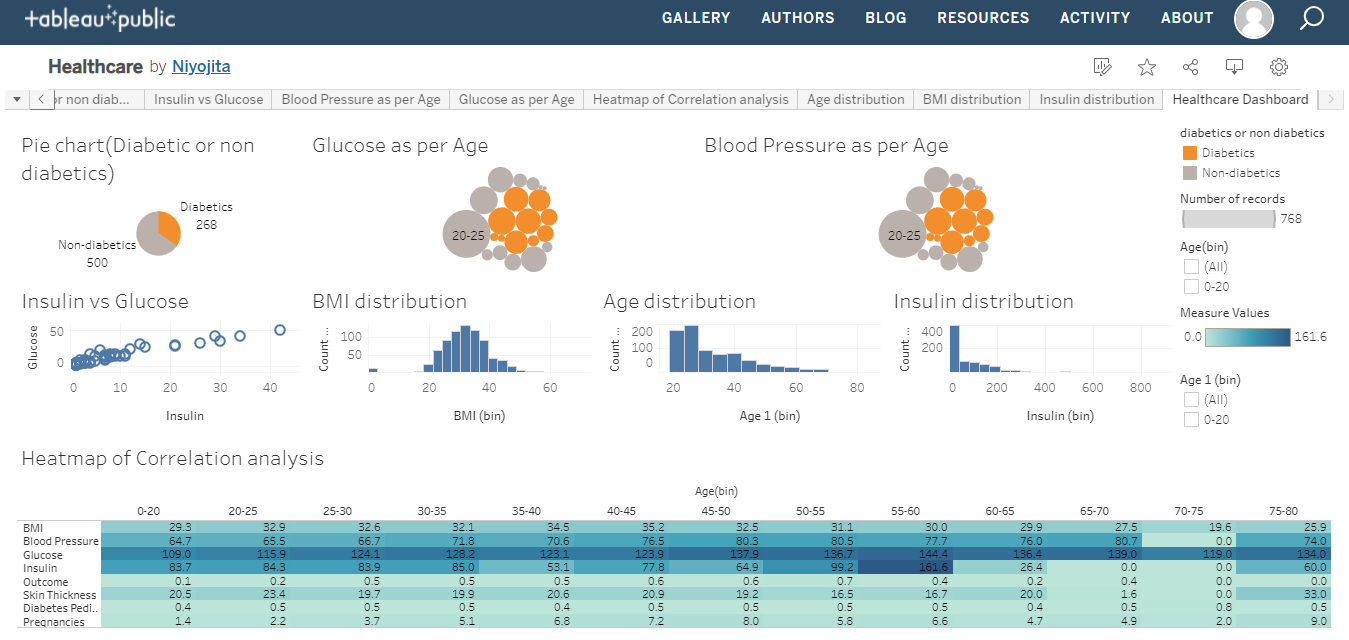 +ableau public
GALLERY AUTHORS BLOG RESOURCES ACTIVITY ABOUT
Healthcare by Niyojita
or non diab... Insulin vs Glucose Blood Pressure as per Age Glucose as per Age Heatmap of Correlation analysis Age distribution BMI distribution Insulin distribution Healthcare Dashboard
Pie chart(Diabetic or non
diabetics)
Diabetics
268
Non-diabetics
500
Glucose as per Age
20-25
Blood Pressure as per Age
20-25
diabetics or non diabetics
Diabetics
Non-diabetics
Number of records
768
Age(bin)
(All)
0-20
Measure Values
0.0 161.6
Age 1 (bin)
(All)
0-20
Insulin vs Glucose
Glucose
50
0
0 10 20 30 40
Insulin
BMI distribution
Count ...
100
50
0 20 40 60
BMI (bin)
Age distribution
Count ...
200
100
0
20 40 60 80
Age 1 (bin)
Insulin distribution
Count ...
400
200
0 200 400 600 800
Insulin (bin)
Heatmap of Correlation analysis
Age(bin)
0-20 20-25 25-30 30-35 35-40 40-45 45-50 50-55 55-60 60-65 65-70 70-75 75-80
BMI 29.3 32.9 32.6 32.1 34.5 35.2 32.5 31.1 30.0 29.9 27.5 19.6 25.9
Blood Pressure 64.7 65.5 66.7 71.8 70.6 76.5 80.3 80.5 77.7 76.0 80.7 0.0 74.0
Glucose 109.0 115.9 124.1 128.2 123.1 123.9 137.9 136.7 144.4 136.4 139.0 119.0 134.0
Insulin 83.7 84.3 83.9 85.0 53.1 77.8 64.9 99.2 161.6 26.4 0.0 0.0 60.0
Outcome 0.1 0.2 0.5 0.5 0.5 0.6 0.6 0.7 0.4 0.2 0.4 0.0 0.0
Skin Thickness 20.5 23.4 19.7 19.9 20.6 20.9 19.2 16.5 16.7 20.0 1.6 0.0 33.0
Diabetes Pedi.. 0.4 0.5 0.5 0.5 0.4 0.5 0.5 0.5 0.5 0.4 0.5 0.8 0.5
Pregnancies 1.4 2.2 3.7 5.1 6.8 7.2 8.0 5.8 6.6 4.7 4.9 2.0 9.0